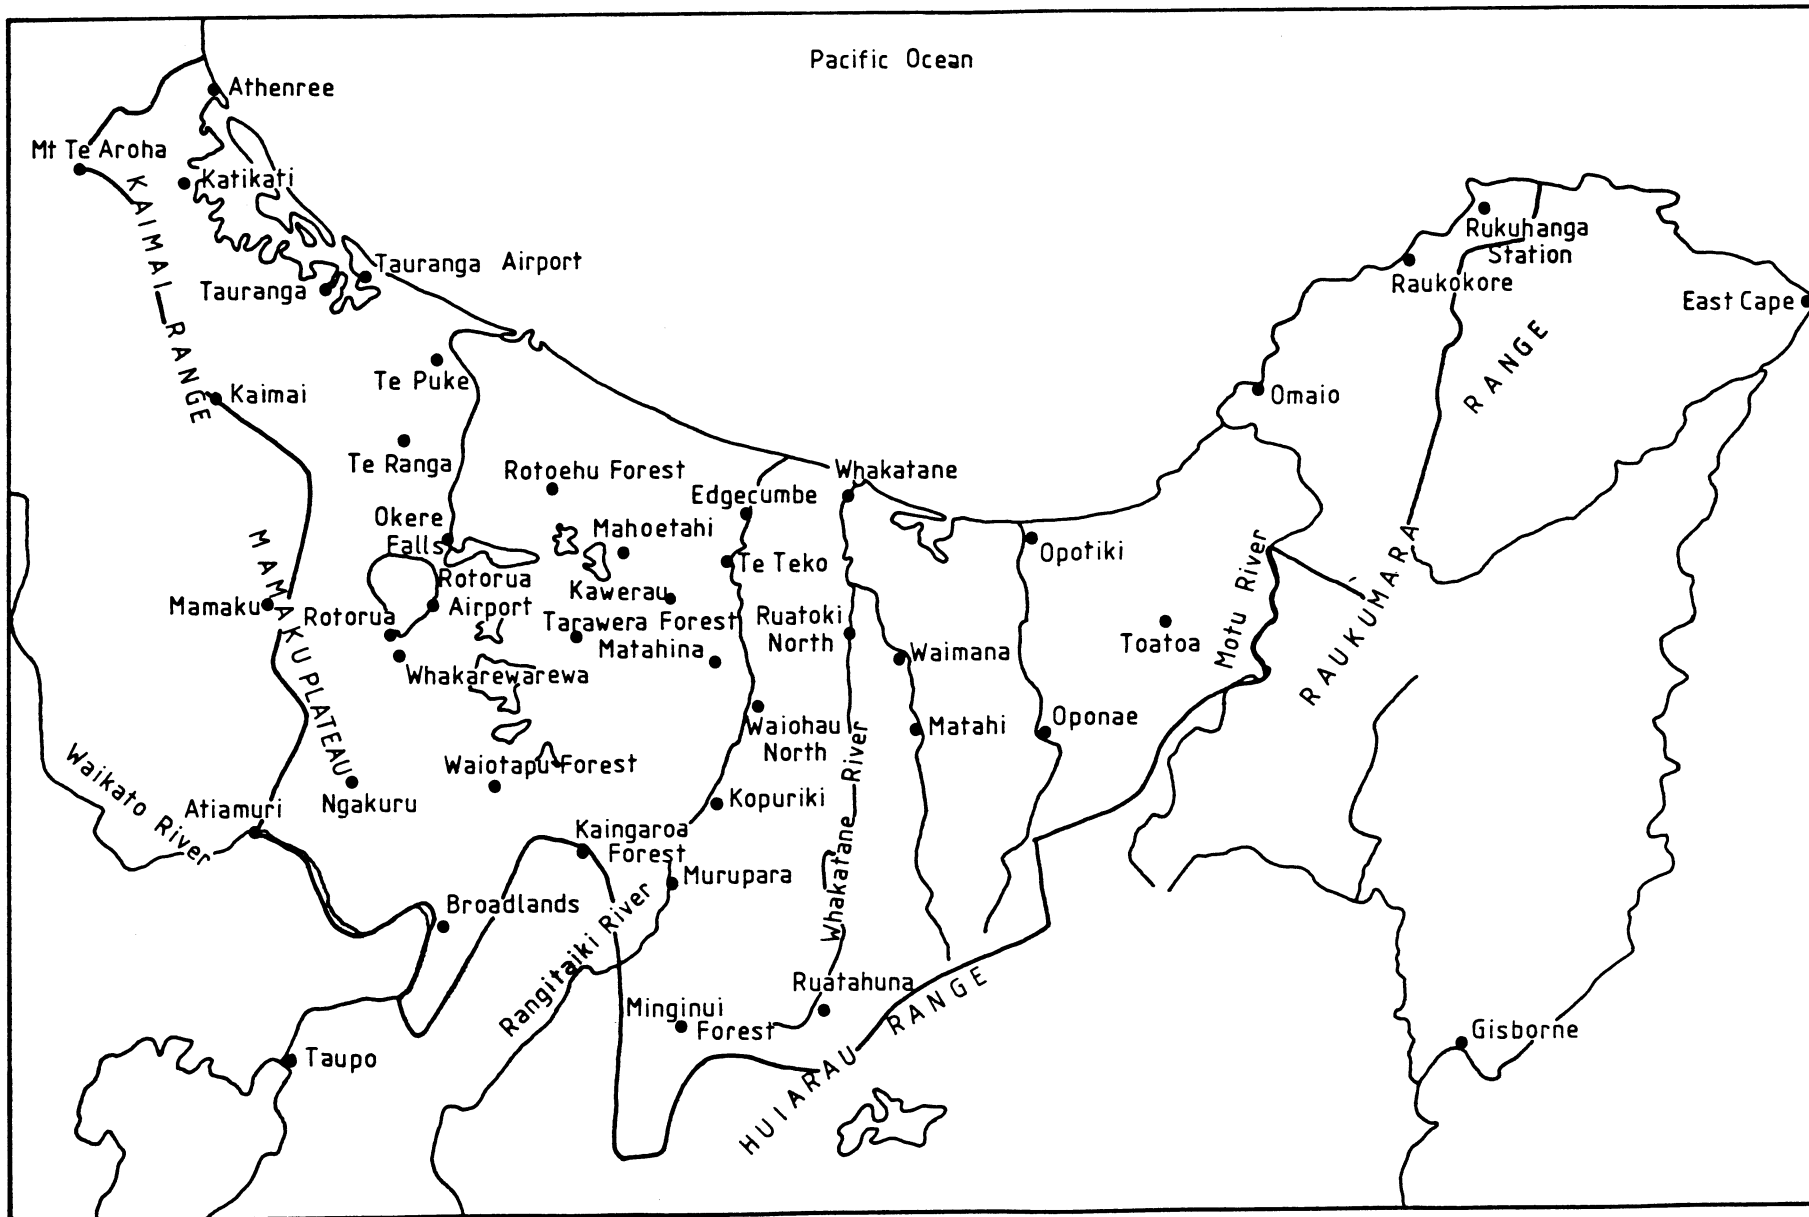 Pacific Ocean
Athenree
Mt Te Aroha
Katikati
KAIMAI RANGE
Tauranga Airport
Tauranga
Rukuhanga
Station
Raukokore
East Cape
RANGE
Te Puke
Kaimai
Omaio
Te Ranga
Rotoehu Forest
Whakatane
Edgecumbe
Okere
Falls
Mahoetahi
Opotiki
Te Teko
MAMAKU PLATEAU
Rotorua
Airport
Kawerau
Mamaku
Rotorua
Tarawera Forest
Ruatoki
North
Matahina
Waimana
Toatoa
Motu River
RAUKUMARA
Whakarewarewa
Waiohau
North
Matahi
Oponae
Waikato River
Waiotapu Forest
Whakatane River
Ngakuru
Kopuriki
Atiamuri
Kaingaroa
Forest
Murupara
Broadlands
Rangitaiki River
Ruatahuna
Minginui
Forest
HUIARAU RANGE
Gisborne
Taupo